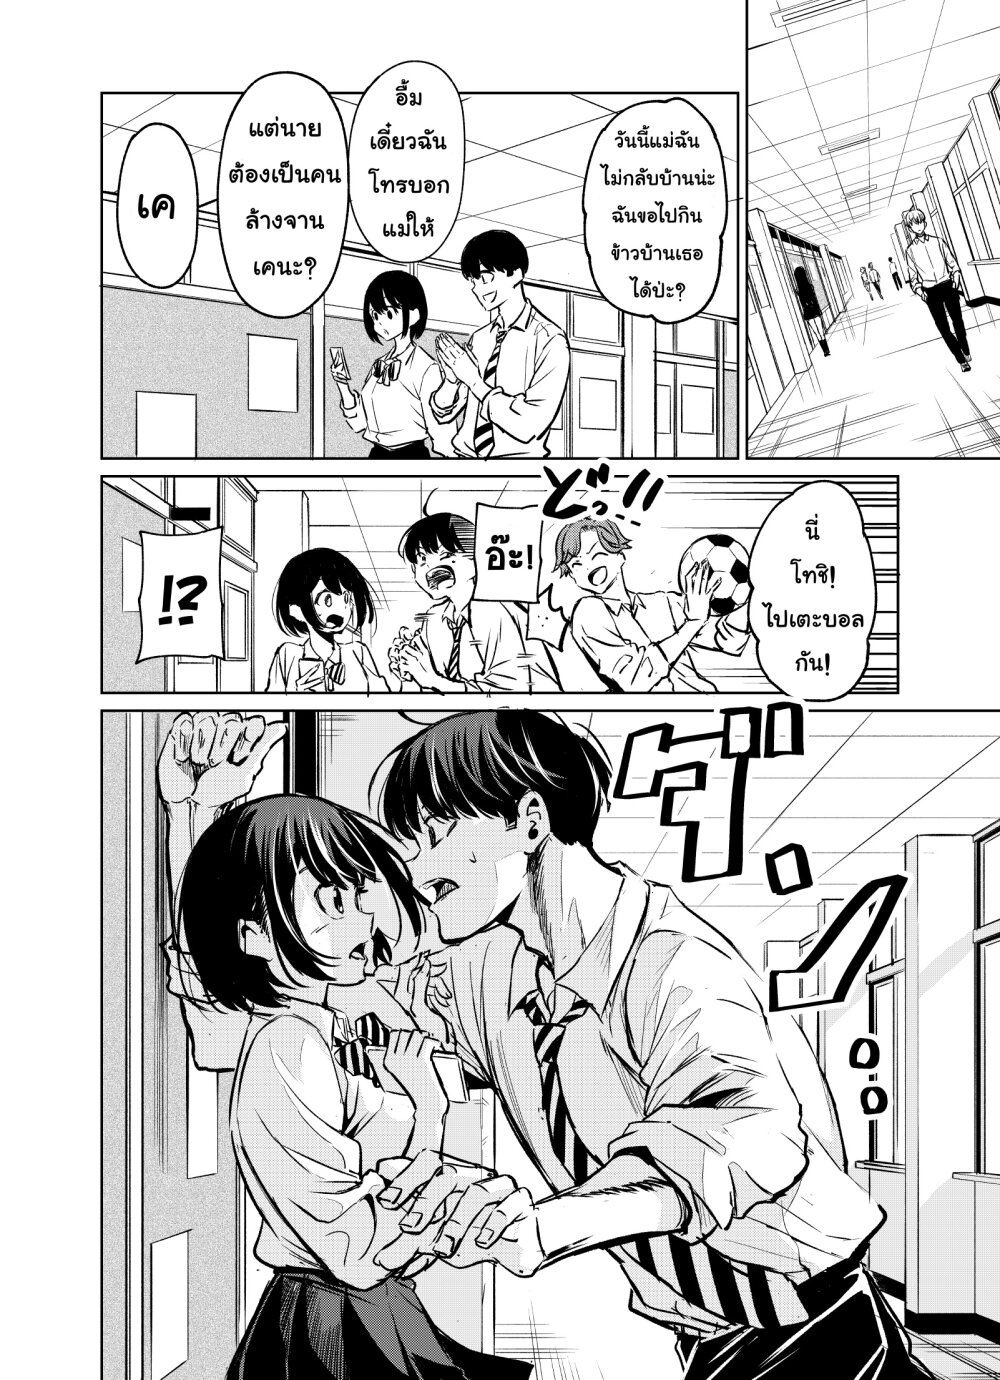 วันนี้แม่ฉัน
ไม่กลับบ้านน่ะ
ฉันขอไปกิน
ข้าวบ้านเธอ
ได้ป่ะ?
อื้ม
เดี๋ยวฉัน
โทรบอก
แม่ให้
แต่นาย
ต้องเป็นคน
ล้างจาน
เคนะ?
เค
นี่
โทชิ!
ไปเตะบอล
กัน!
どっ!!
อ๊ะ!
!?
ダンッ